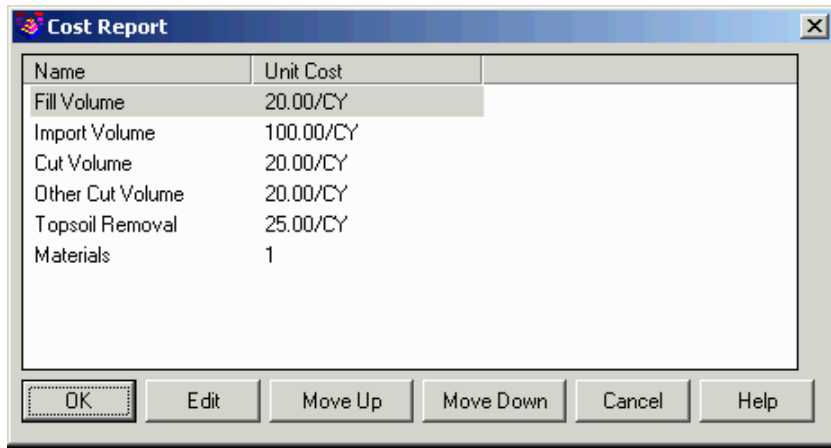 Cost Report
Name Unit Cost
Fill Volume 20.00/CY
Import Volume 100.00/CY
Cut Volume 20.00/CY
Other Cut Volume 20.00/CY
Topsoil Removal 25.00/CY
Materials 1
OK Edit Move Up Move Down Cancel Help